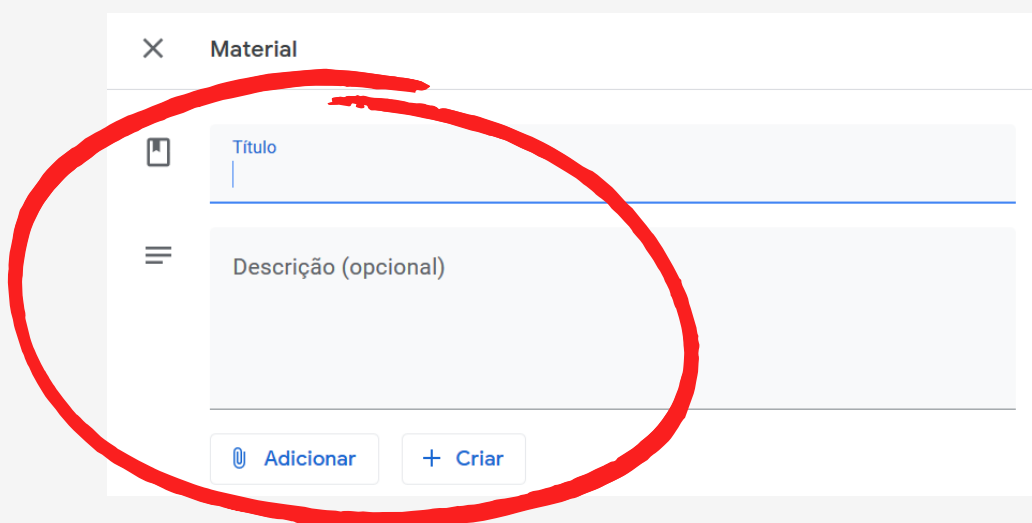 Material
Título
Descrição (opcional)
Adicionar
Criar